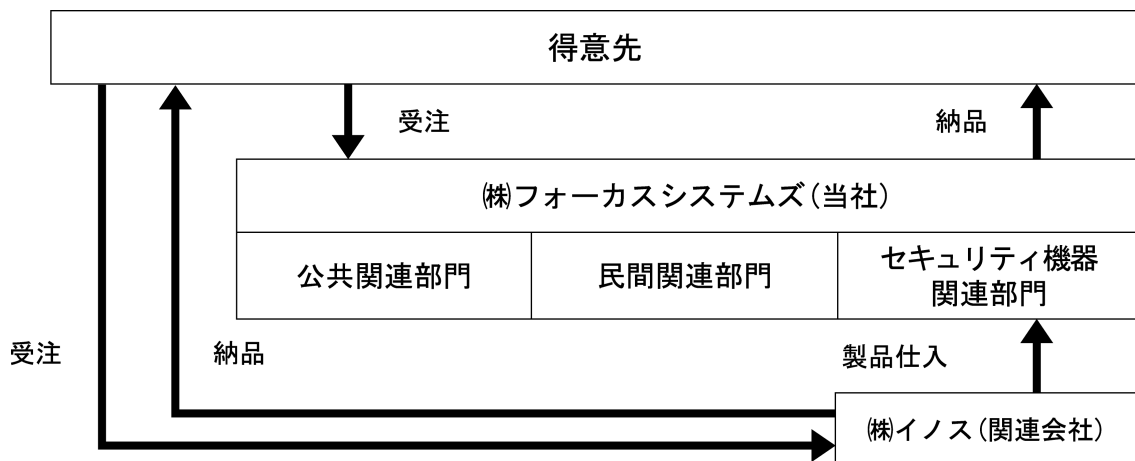 得意先
受注
納品
㈱フォーカスシステムズ(当社)
公共関連部門
民間関連部門
セキュリティ機器
関連部門
受注
納品
製品仕入
㈱イノス(関連会社)